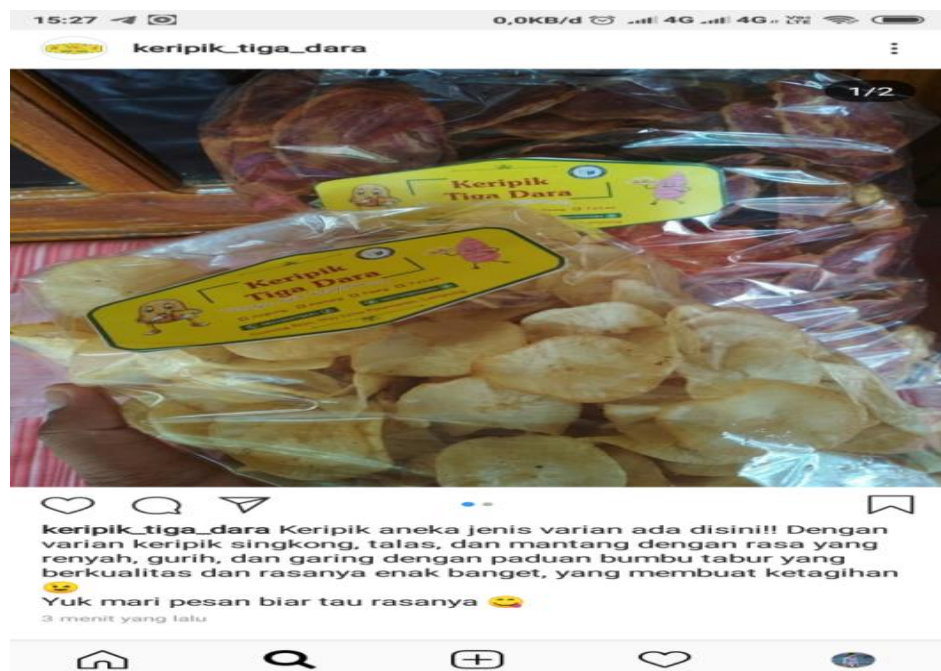 15:27
0,0KB/d 4G 4G
keripik_tiga_dara
1/2
Keripik
Tiga Dara
Keripik
Tiga Dara
keripik_tiga_dara Keripik aneka jenis varian ada disini!! Dengan
varian keripik singkong, talas, dan mantang dengan rasa yang
renyah, gurih, dan garing dengan paduan bumbu tabur yang
berkualitas dan rasanya enak banget, yang membuat ketagihan
😉
Yuk mari pesan biar tau rasanya 😋
3 menit yang lalu